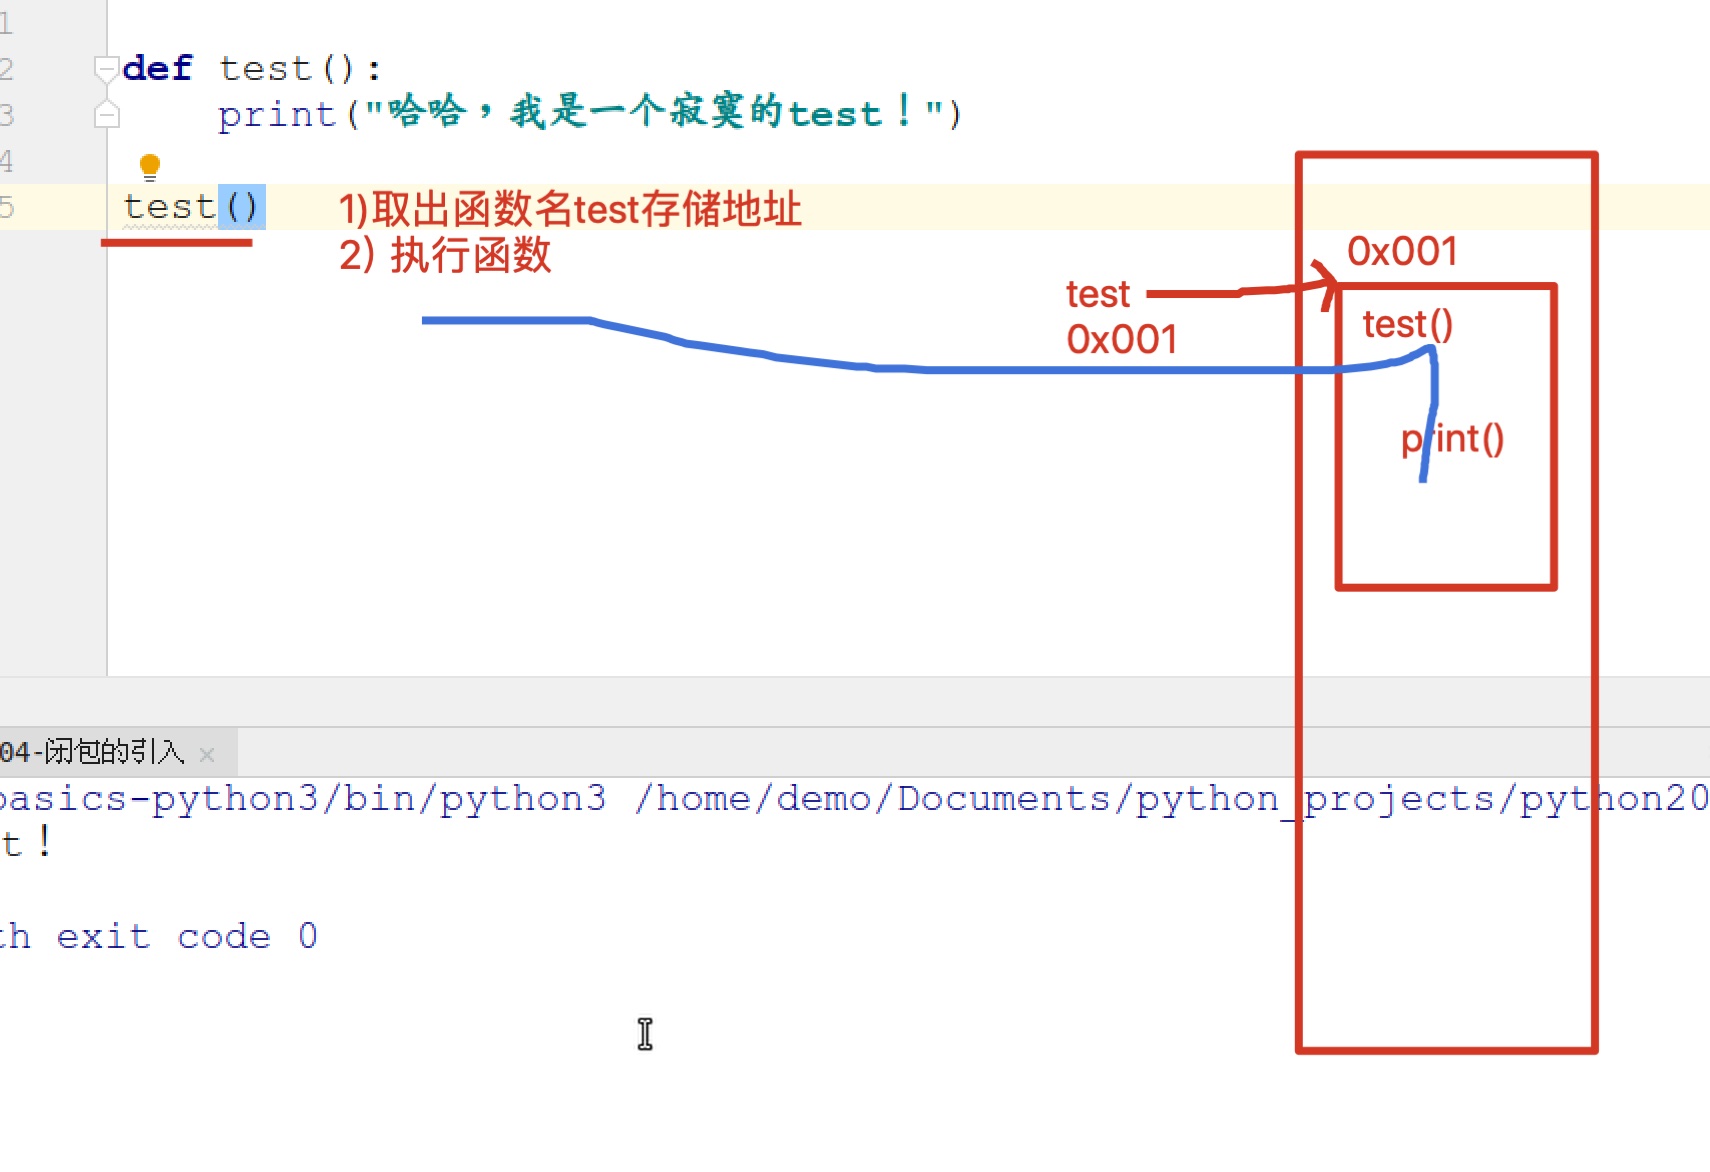 1
2
def test():
3
print("哈哈，我是一个寂寞的test！")
4
5
test()
1)取出函数名test存储地址
2) 执行函数
0x001
test
0x001
test()
print()
04-闭包的引入 ×
basics-python3/bin/python3 /home/demo/Documents/python_projects/python20
t！
th exit code 0